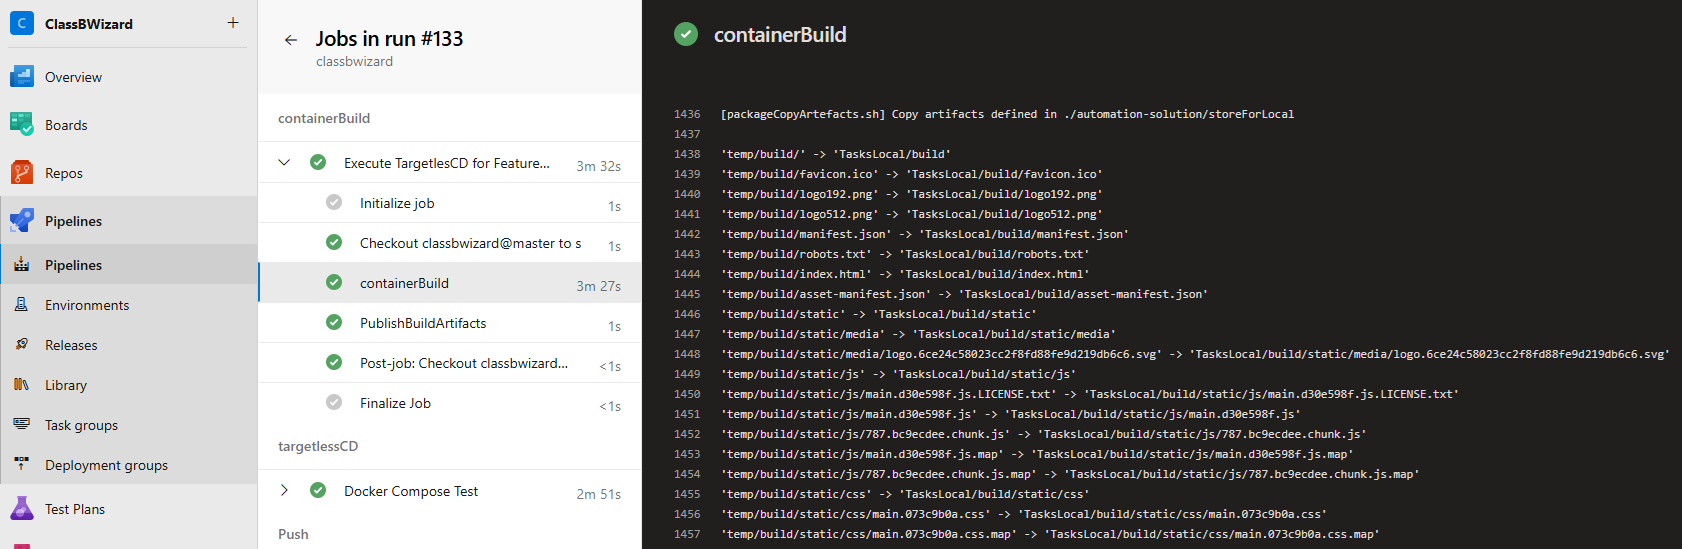 C ClassBWizard +
Overview
Boards
Repos
Pipelines
Pipelines
Environments
Releases
Library
Task groups
Deployment groups
Test Plans
← Jobs in run #133
classbwizard
containerBuild
Execute TargetlesCD for Feature... 3m 32s
Initialize job 1s
Checkout classbwizard@master to s 1s
containerBuild 3m 27s
PublishBuildArtifacts 1s
Post-job: Checkout classbwizard... <1s
Finalize Job <1s
targetlessCD
Docker Compose Test 2m 51s
Push
containerBuild
1436 [packageCopyArtefacts.sh] Copy artifacts defined in ./automation-solution/storeForLocal
1437
1438 'temp/build/' -> 'TasksLocal/build'
1439 'temp/build/favicon.ico' -> 'TasksLocal/build/favicon.ico'
1440 'temp/build/logo192.png' -> 'TasksLocal/build/logo192.png'
1441 'temp/build/logo512.png' -> 'TasksLocal/build/logo512.png'
1442 'temp/build/manifest.json' -> 'TasksLocal/build/manifest.json'
1443 'temp/build/robots.txt' -> 'TasksLocal/build/robots.txt'
1444 'temp/build/index.html' -> 'TasksLocal/build/index.html'
1445 'temp/build/asset-manifest.json' -> 'TasksLocal/build/asset-manifest.json'
1446 'temp/build/static' -> 'TasksLocal/build/static'
1447 'temp/build/static/media' -> 'TasksLocal/build/static/media'
1448 'temp/build/static/media/logo.6ce24c58023cc2f8fd88fe9d219db6c6.svg' -> 'TasksLocal/build/static/media/logo.6ce24c58023cc2f8fd88fe9d219db6c6.svg'
1449 'temp/build/static/js' -> 'TasksLocal/build/static/js'
1450 'temp/build/static/js/main.d30e598f.js.LICENSE.txt' -> 'TasksLocal/build/static/js/main.d30e598f.js.LICENSE.txt'
1451 'temp/build/static/js/main.d30e598f.js' -> 'TasksLocal/build/static/js/main.d30e598f.js'
1452 'temp/build/static/js/787.bc9ecdee.chunk.js' -> 'TasksLocal/build/static/js/787.bc9ecdee.chunk.js'
1453 'temp/build/static/js/main.d30e598f.js.map' -> 'TasksLocal/build/static/js/main.d30e598f.js.map'
1454 'temp/build/static/js/787.bc9ecdee.chunk.js.map' -> 'TasksLocal/build/static/js/787.bc9ecdee.chunk.js.map'
1455 'temp/build/static/css' -> 'TasksLocal/build/static/css'
1456 'temp/build/static/css/main.073c9b0a.css' -> 'TasksLocal/build/static/css/main.073c9b0a.css'
1457 'temp/build/static/css/main.073c9b0a.css.map' -> 'TasksLocal/build/static/css/main.073c9b0a.css.map'